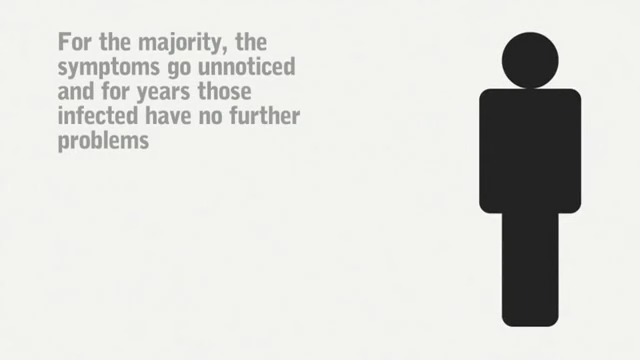 For the majority, the
symptoms go unnoticed
and for years those
infected have no further
problems